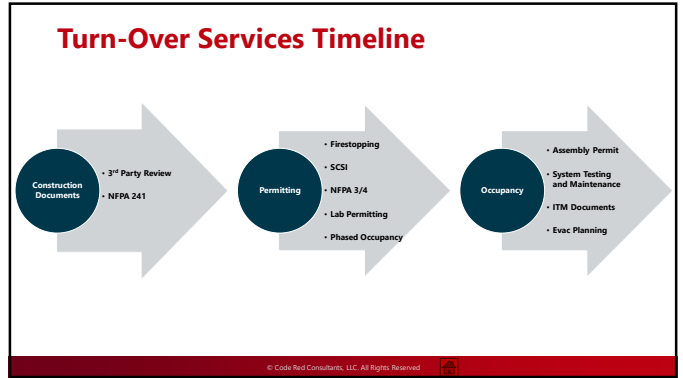 Turn-Over Services Timeline
Construction
Documents
• 3rd Party Review
• NFPA 241
Permitting
• Firestopping
• SCSI
• NFPA 3/4
• Lab Permitting
• Phased Occupancy
Occupancy
• Assembly Permit
• System Testing
and Maintenance
• ITM Documents
• Evac Planning
© Code Red Consultants, LLC. All Rights Reserved